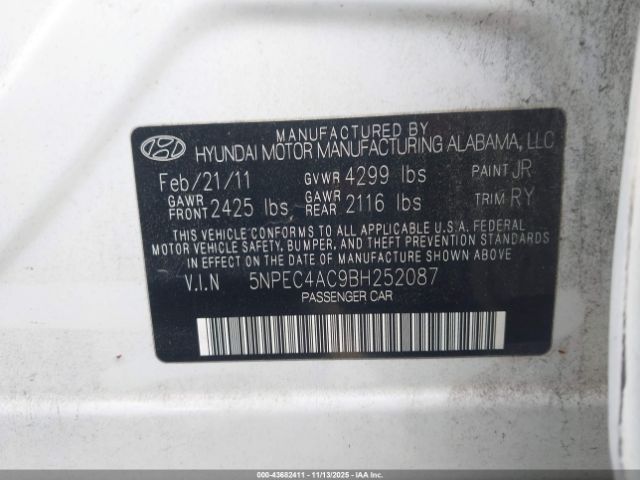 MANUFACTURED BY
HYUNDAI MOTOR MANUFACTURING ALABAMA, LLC
Feb/21/11 GVWR 4299 lbs PAINT JR
GAWR FRONT 2425 lbs GAWR REAR 2116 lbs TRIM RY
THIS VEHICLE CONFORMS TO ALL APPLICABLE U.S.A. FEDERAL
MOTOR VEHICLE SAFETY, BUMPER, AND THEFT PREVENTION
STANDARDS IN EFFECT ON THE DATE OF MANUFACTURE SHOWN ABOVE.
V.I.N 5NPEC4AC9BH252087
PASSENGER CAR
000-43682411 - 11/13/2025 - IAAI.COM